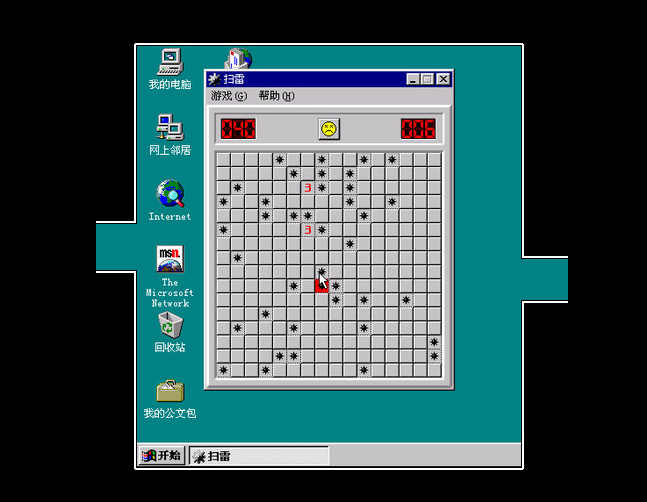 我的电脑
网上邻居
Internet
msn.
The
Microsoft
Network
回收站
我的公文包
扫雷
游戏(G) 帮助(H)
040 006
3
3
开始 扫雷